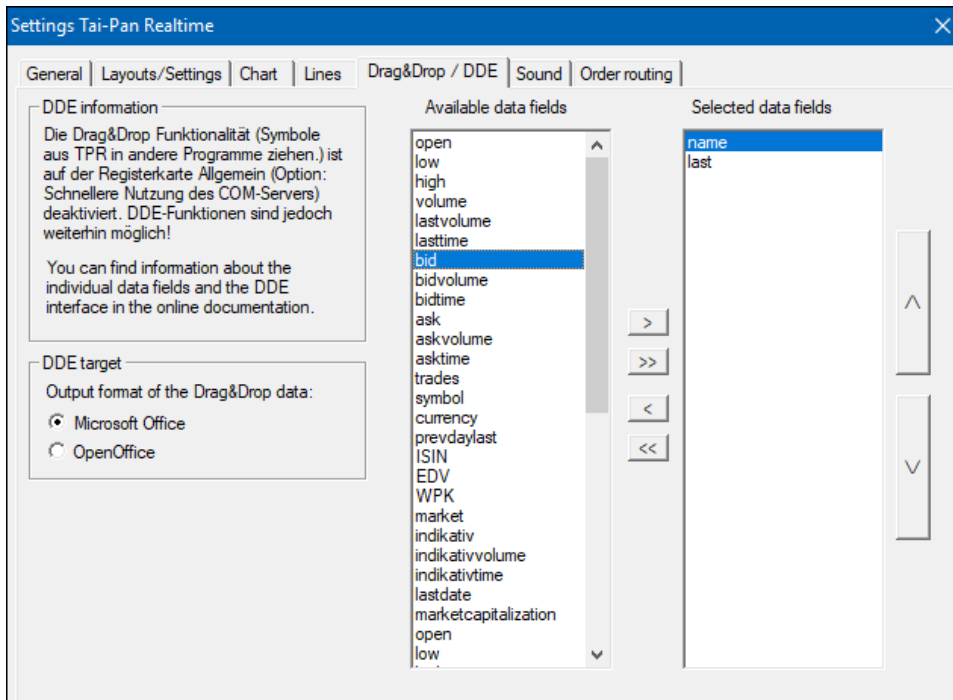 Settings Tai-Pan Realtime
General
Layouts/Settings
Chart
Lines
Drag&Drop / DDE
Sound
Order routing
DDE information
Die Drag&Drop Funktionalität (Symbole
aus TPR in andere Programme ziehen.) ist
auf der Registerkarte Allgemein (Option:
Schnellere Nutzung des COM-Servers)
deaktiviert. DDE-Funktionen sind jedoch
weiterhin möglich!
You can find information about the
individual data fields and the DDE
interface in the online documentation.
DDE target
Output format of the Drag&Drop data:
Microsoft Office
OpenOffice
Available data fields
open
low
high
volume
lastvolume
lasttime
bid
bidvolume
bidtime
ask
askvolume
asktime
trades
symbol
currency
prevdaylast
ISIN
EDV
WPK
market
indikativ
indikativvolume
indikativtime
lastdate
marketcapitalization
open
low
>
>>
<
<<
Selected data fields
name
last